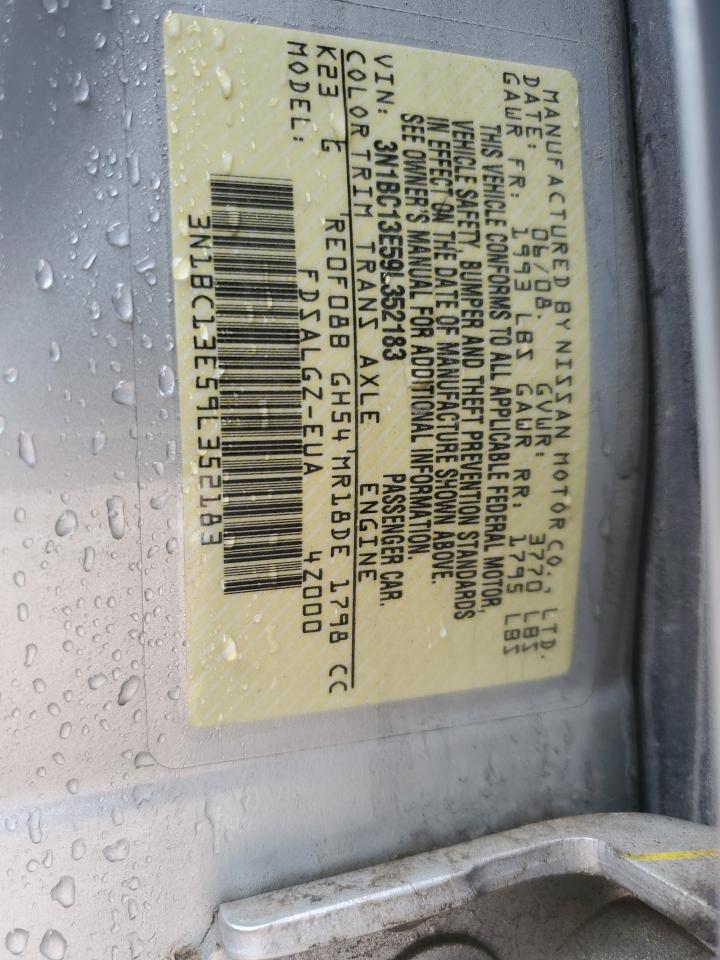 MANUFACTURED BY NISSAN MOTOR CO., LTD.
DATE: 06/08. GVWR: 3770 LBS
GAWR FR: 1993 LBS GAWR RR: 1795 LBS
THIS VEHICLE CONFORMS TO ALL APPLICABLE FEDERAL MOTOR
VEHICLE SAFETY, BUMPER AND THEFT PREVENTION STANDARDS
IN EFFECT ON THE DATE OF MANUFACTURE SHOWN ABOVE.
SEE OWNER'S MANUAL FOR ADDITIONAL INFORMATION.
VIN: 3N1BC13E59L352183 PASSENGER CAR.
COLOR TRIM TRANS AXLE ENGINE
K23 G RE0F08B GH54 MR18DE 1798 CC
MODEL: FDSALGZ-EUA 4Z000
3N1BC13E59L352183